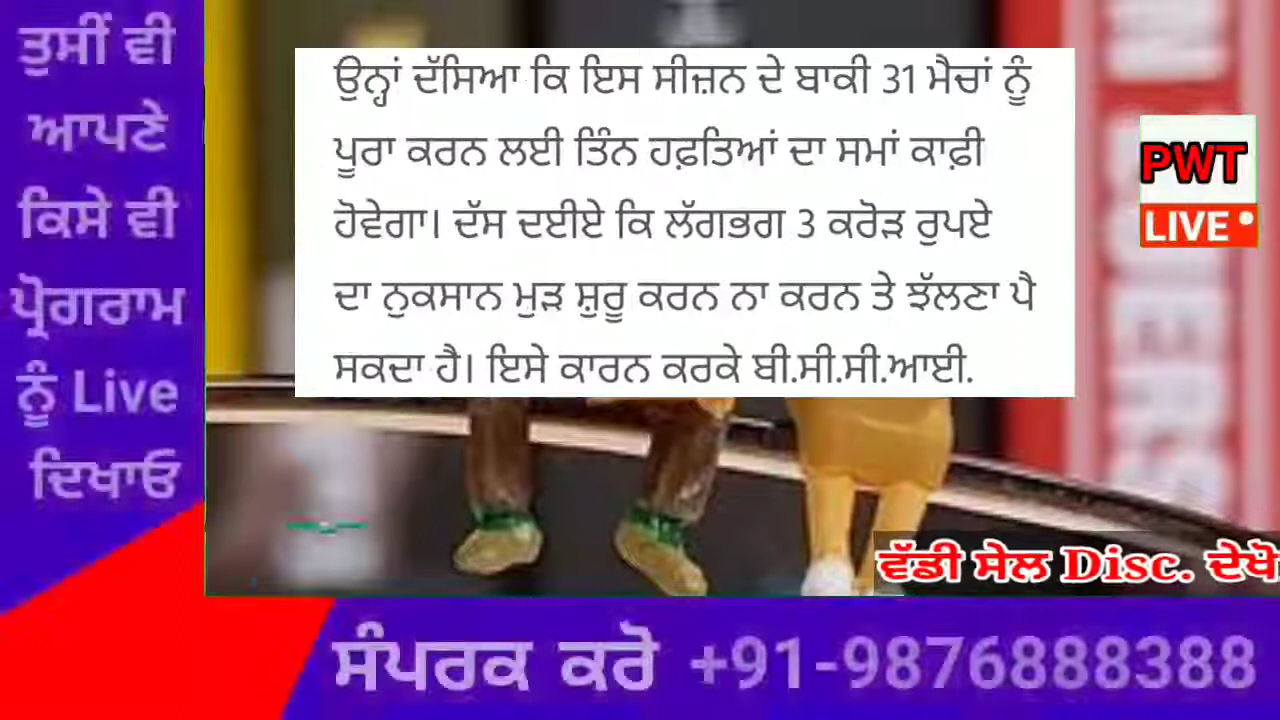 ਤੁਸੀਂ ਵੀ
ਆਪਣੇ
ਕਿਸੇ ਵੀ
ਪ੍ਰੋਗਰਾਮ
ਨੂੰ Live
ਦਿਖਾਓ
ਉਨ੍ਹਾਂ ਦੱਸਿਆ ਕਿ ਇਸ ਸੀਜ਼ਨ ਦੇ ਬਾਕੀ 31 ਮੈਚਾਂ ਨੂੰ
ਪੂਰਾ ਕਰਨ ਲਈ ਤਿੰਨ ਹਫ਼ਤਿਆਂ ਦਾ ਸਮਾਂ ਕਾਫ਼ੀ
ਹੋਵੇਗਾ। ਦੱਸ ਦਈਏ ਕਿ ਲੱਗਭਗ 3 ਕਰੋੜ ਰੁਪਏ
ਦਾ ਨੁਕਸਾਨ ਮੁੜ ਸ਼ੁਰੂ ਕਰਨ ਨਾ ਕਰਨ ਤੇ ਝੱਲਣਾ ਪੈ
ਸਕਦਾ ਹੈ। ਇਸੇ ਕਾਰਨ ਕਰਕੇ ਬੀ.ਸੀ.ਸੀ.ਆਈ.
PWT
LIVE
ਵੱਡੀ ਸੇਲ Disc. ਦੇਖੋ
ਸੰਪਰਕ ਕਰੋ +91-9876888388